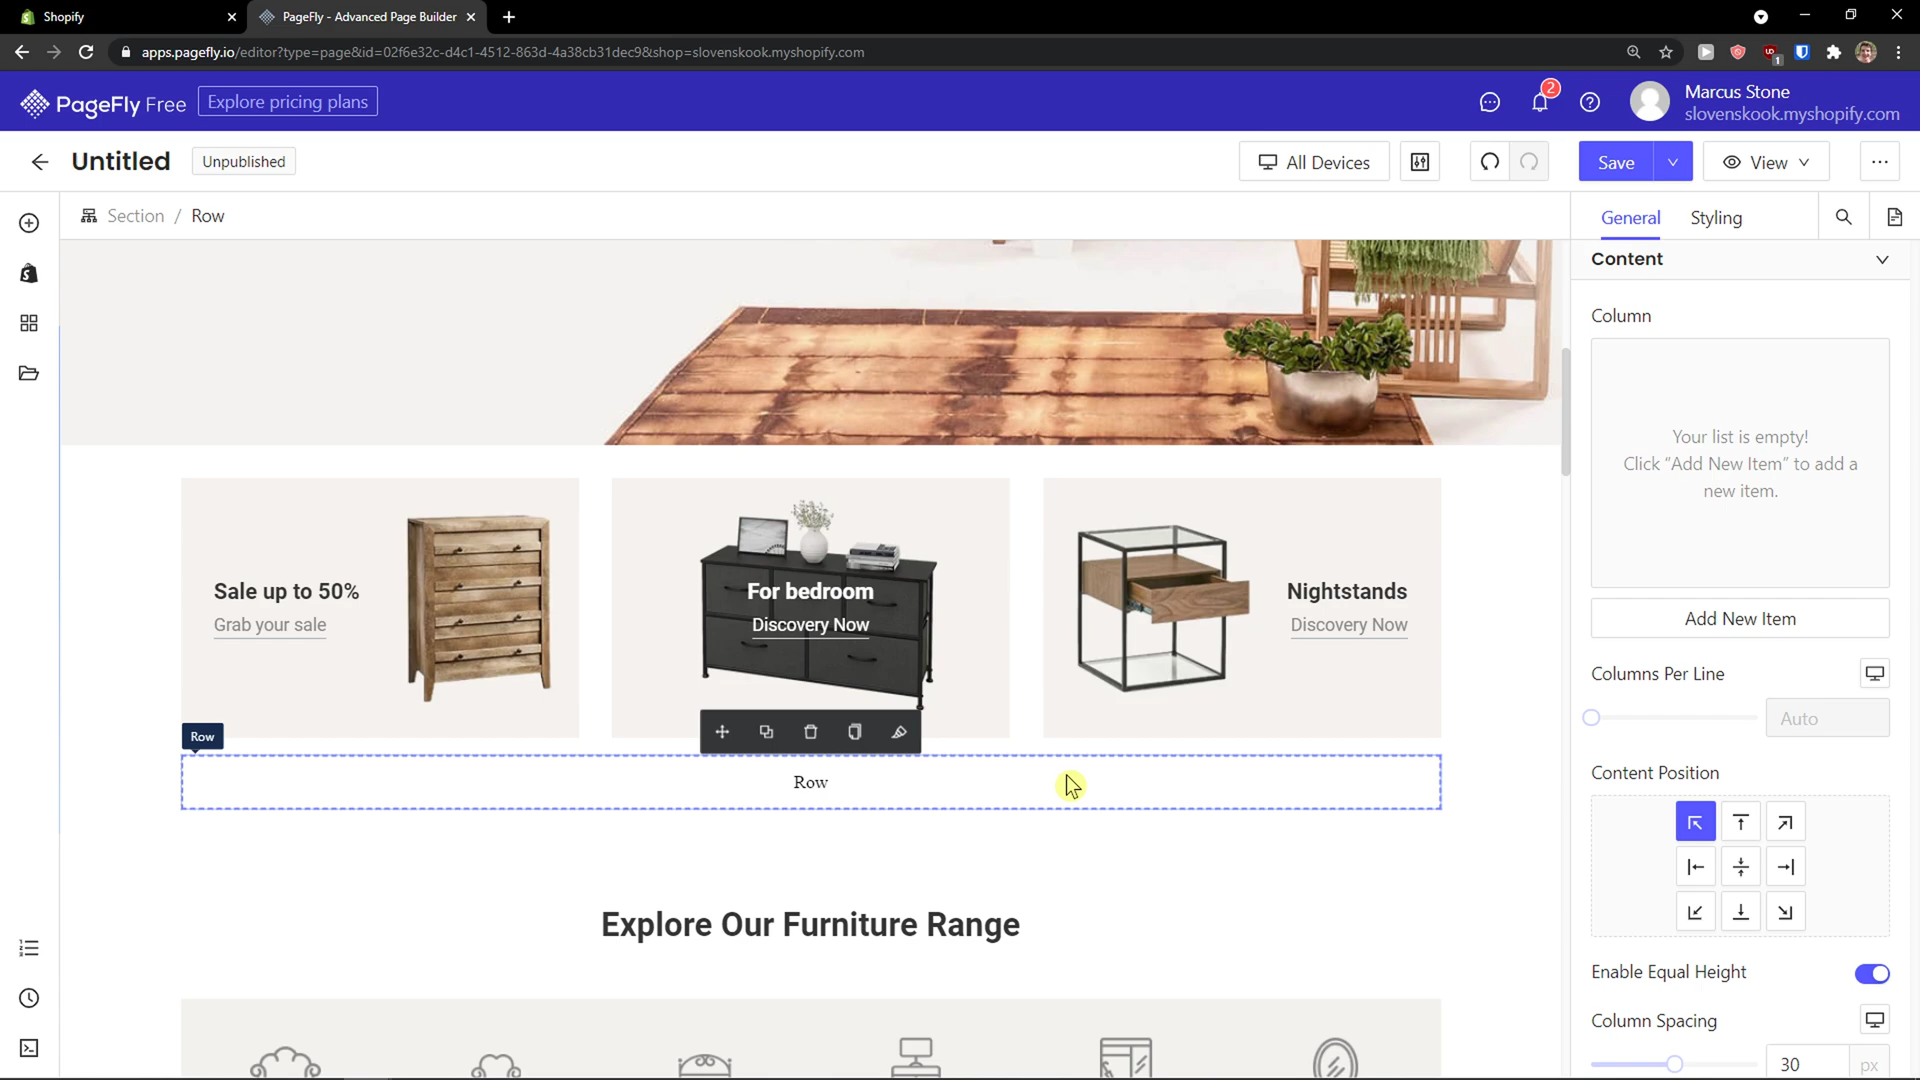 Shopify
PageFly - Advanced Page Builder
apps.pagefly.io/editor?type=page&id=02f6e32c-d4c1-4512-863d-4a38cb31dec9&shop=slovenskook.myshopify.com
1
PageFly Free
Explore pricing plans
2
Marcus Stone
slovenskook.myshopify.com
Untitled
Unpublished
All Devices
Save
View
Section / Row
General
Styling
Content
Column
Your list is empty!
Click "Add New Item" to add a
new item.
Add New Item
Columns Per Line
Auto
Content Position
Enable Equal Height
Column Spacing
30
px
Sale up to 50%
Grab your sale
For bedroom
Discovery Now
Nightstands
Discovery Now
Row
Row
Explore Our Furniture Range